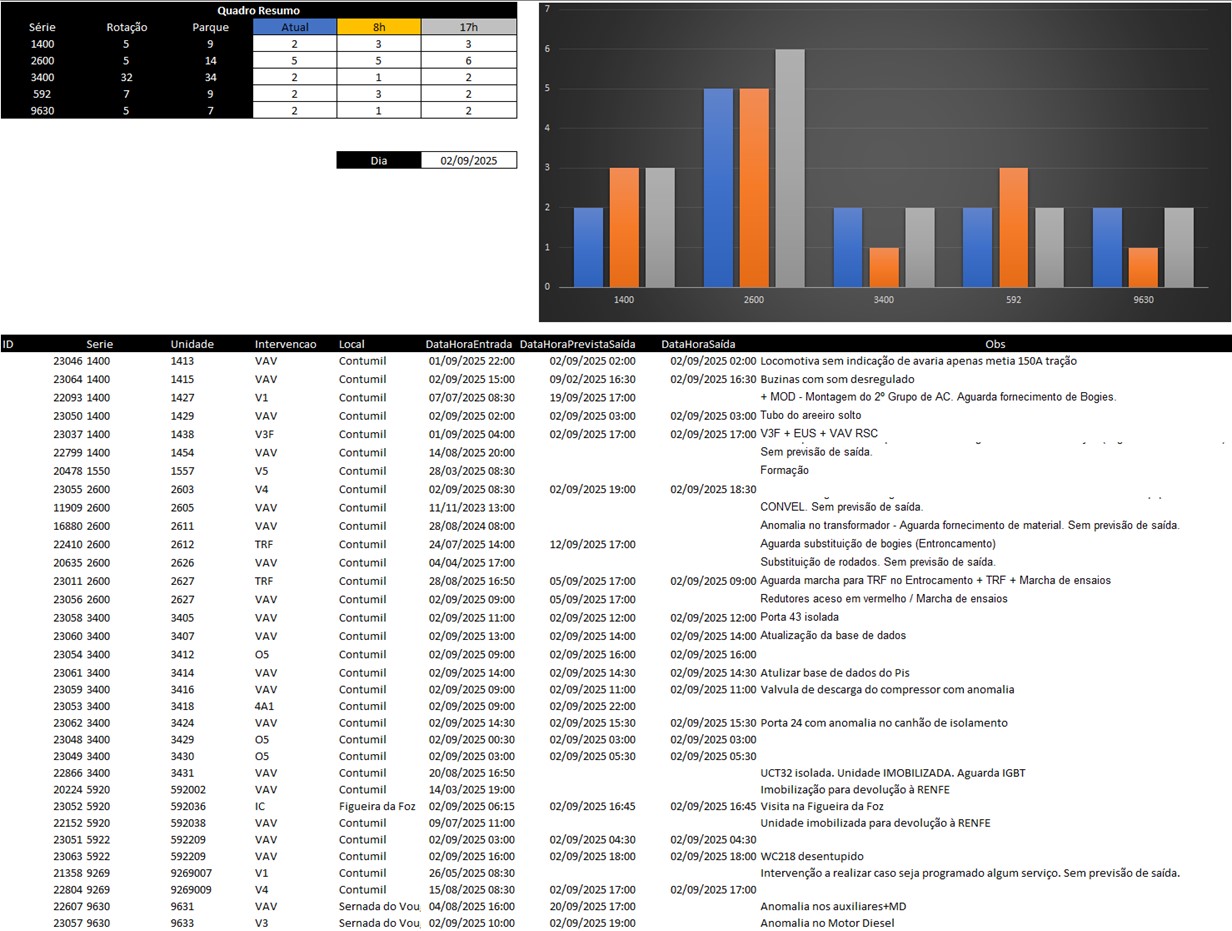 Quadro Resumo
Série Rotação Parque Atual 8h 17h
1400 5 9 2 3 3
2600 5 14 5 5 6
3400 32 34 2 1 2
592 7 9 2 3 2
9630 5 7 2 1 2
Dia 02/09/2025
7
6
5
4
3
2
1
0
1400 2600 3400 592 9630
ID Serie Unidade Intervencao Local DataHoraEntrada DataHoraPrevistaSaída DataHoraSaída Obs
23046 1400 1413 VAV Contumil 01/09/2025 22:00 02/09/2025 02:00 02/09/2025 02:00 Locomotiva sem indicação de avaria apenas metia 150A tração
23064 1400 1415 VAV Contumil 02/09/2025 15:00 09/02/2025 16:30 02/09/2025 16:30 Buzinas com som desregulado
22093 1400 1427 V1 Contumil 07/07/2025 08:30 19/09/2025 17:00 + MOD - Montagem do 2º Grupo de AC. Aguarda fornecimento de Bogies.
23050 1400 1429 VAV Contumil 02/09/2025 02:00 02/09/2025 03:00 02/09/2025 03:00 Tubo do areeiro solto
23037 1400 1438 V3F Contumil 01/09/2025 04:00 02/09/2025 17:00 02/09/2025 17:00 V3F + EUS + VAV RSC
22799 1400 1454 VAV Contumil 14/08/2025 20:00 Sem previsão de saída.
20478 1550 1557 V5 Contumil 28/03/2025 08:30 Formação
23055 2600 2603 V4 Contumil 02/09/2025 08:30 02/09/2025 19:00 02/09/2025 18:30
11909 2600 2605 VAV Contumil 11/11/2023 13:00 CONVEL. Sem previsão de saída.
16880 2600 2611 VAV Contumil 28/08/2024 08:00 Anomalia no transformador - Aguarda fornecimento de material. Sem previsão de saída.
22410 2600 2612 TRF Contumil 24/07/2025 14:00 12/09/2025 17:00 Aguarda substituição de bogies (Entroncamento)
20635 2600 2626 VAV Contumil 04/04/2025 17:00 Substituição de rodados. Sem previsão de saída.
23011 2600 2627 TRF Contumil 28/08/2025 16:50 05/09/2025 17:00 02/09/2025 09:00 Aguarda marcha para TRF no Entrocamento + TRF + Marcha de ensaios
23056 2600 2627 VAV Contumil 02/09/2025 09:00 05/09/2025 17:00 Redutores aceso em vermelho / Marcha de ensaios
23058 3400 3405 VAV Contumil 02/09/2025 11:00 02/09/2025 12:00 02/09/2025 12:00 Porta 43 isolada
23060 3400 3407 VAV Contumil 02/09/2025 13:00 02/09/2025 14:00 02/09/2025 14:00 Atualização da base de dados
23054 3400 3412 O5 Contumil 02/09/2025 09:00 02/09/2025 16:00 02/09/2025 16:00
23061 3400 3414 VAV Contumil 02/09/2025 14:00 02/09/2025 14:30 02/09/2025 14:30 Atulizar base de dados do Pis
23059 3400 3416 VAV Contumil 02/09/2025 09:00 02/09/2025 11:00 02/09/2025 11:00 Valvula de descarga do compressor com anomalia
23053 3400 3418 4A1 Contumil 02/09/2025 09:00 02/09/2025 22:00
23062 3400 3424 VAV Contumil 02/09/2025 14:30 02/09/2025 15:30 02/09/2025 15:30 Porta 24 com anomalia no canhão de isolamento
23048 3400 3429 O5 Contumil 02/09/2025 00:30 02/09/2025 03:00 02/09/2025 03:00
23049 3400 3430 O5 Contumil 02/09/2025 03:00 02/09/2025 05:30 02/09/2025 05:30
22866 3400 3431 VAV Contumil 20/08/2025 16:50 UCT32 isolada. Unidade IMOBILIZADA. Aguarda IGBT
20224 5920 592002 VAV Contumil 14/03/2025 19:00 Imobilização para devolução à RENFE
23052 5920 592036 IC Figueira da Foz 02/09/2025 06:15 02/09/2025 16:45 02/09/2025 16:45 Visita na Figueira da Foz
22152 5920 592038 VAV Contumil 09/07/2025 11:00 Unidade imobilizada para devolução à RENFE
23051 5922 592209 VAV Contumil 02/09/2025 03:00 02/09/2025 04:30 02/09/2025 04:30
23063 5922 592209 VAV Contumil 02/09/2025 16:00 02/09/2025 18:00 02/09/2025 18:00 WC218 desentupido
21358 9269 9269007 V1 Contumil 26/05/2025 08:30 Intervenção a realizar caso seja programado algum serviço. Sem previsão de saída.
22804 9269 9269009 V4 Contumil 15/08/2025 08:30 02/09/2025 17:00 02/09/2025 17:00
22607 9630 9631 VAV Sernada do Vou 04/08/2025 16:00 20/09/2025 17:00 Anomalia nos auxiliares+MD
23057 9630 9633 V3 Sernada do Vou 02/09/2025 10:00 02/09/2025 19:00 Anomalia no Motor Diesel